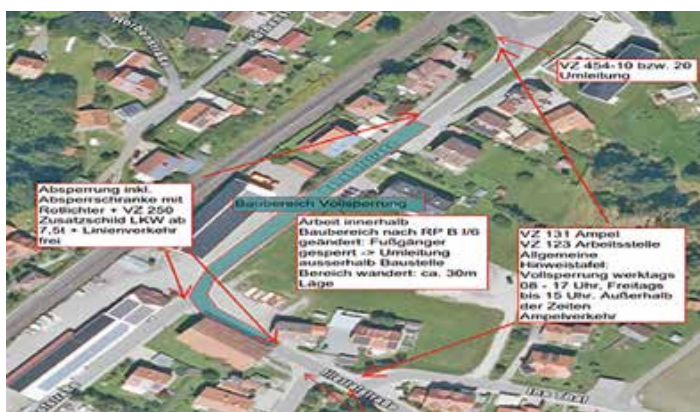 VZ 454-10 bzw. 20
Umleitung
Absperrung inkl.
Absperrschranke mit
Rotlichter + VZ 250
Zusatzschild LKW ab
7,5t + Linienverkehr
frei
Baubereich Vollsperrung
Arbeit innerhalb
Baubereich nach RP B I/6
geändert: Fußgänger
gesperrt -> Umleitung
ausserhalb Baustelle
Bereich wandert: ca. 30m
Läge
VZ 131 Ampel
VZ 123 Arbeitsstelle
Allgemeine
Hinweistafel:
Vollsperrung werktags
08 - 17 Uhr, Freitags
bis 15 Uhr. Außerhalb
der Zeiten
Ampelverkehr